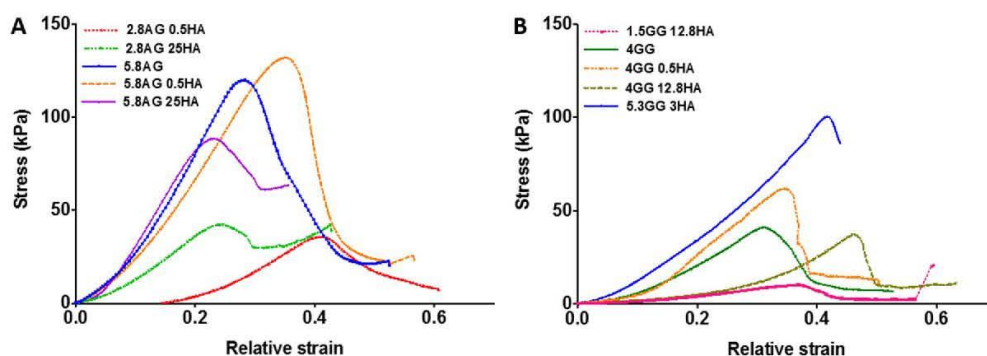 A
150
100
50
0
Stress (kPa)
2.8AG 0.5HA
2.8AG 25HA
5.8AG
5.8AG 0.5HA
5.8AG 25HA
0.0
0.2
0.4
0.6
Relative strain
B
150
100
50
0
Stress (kPa)
1.5GG 12.8HA
4GG
4GG 0.5HA
4GG 12.8HA
5.3GG 3HA
0.0
0.2
0.4
0.6
Relative strain